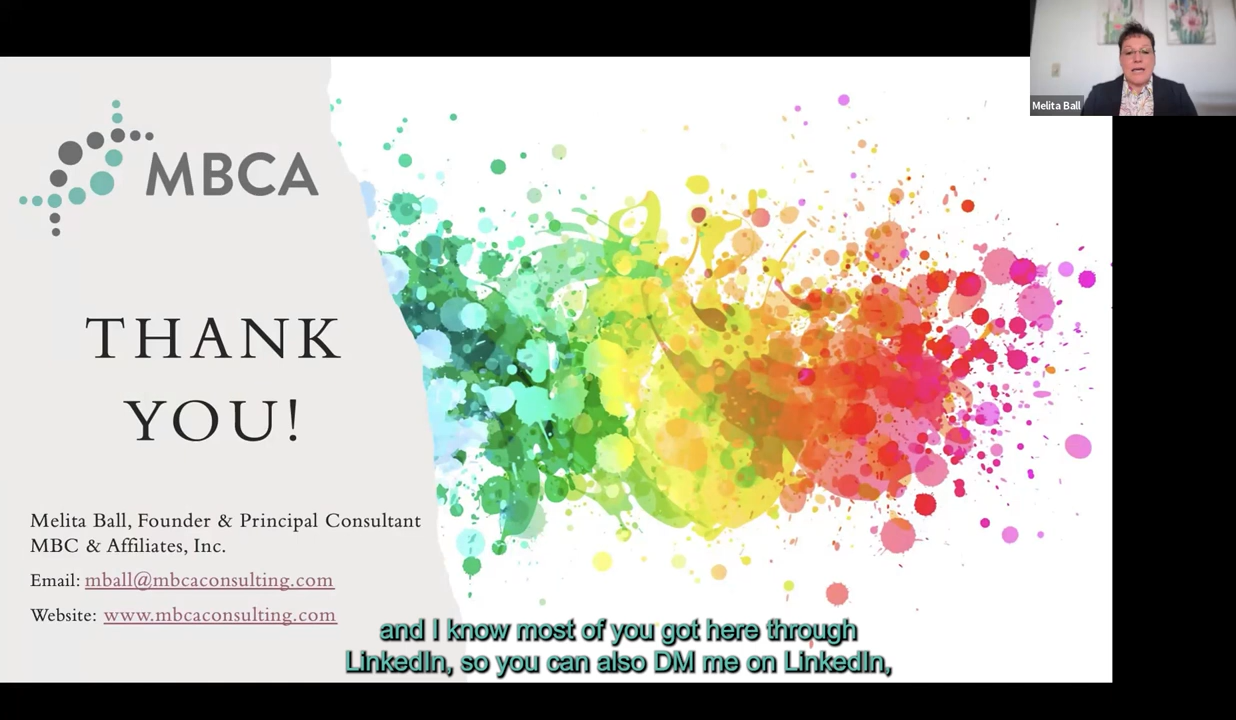 Melita Ball
MBCA
THANK
YOU!
Melita Ball, Founder & Principal Consultant
MBC & Affiliates, Inc.
Email: mball@mbcaconsulting.com
Website: www.mbcaconsulting.com
and I know most of you got here through
LinkedIn, so you can also DM me on LinkedIn,